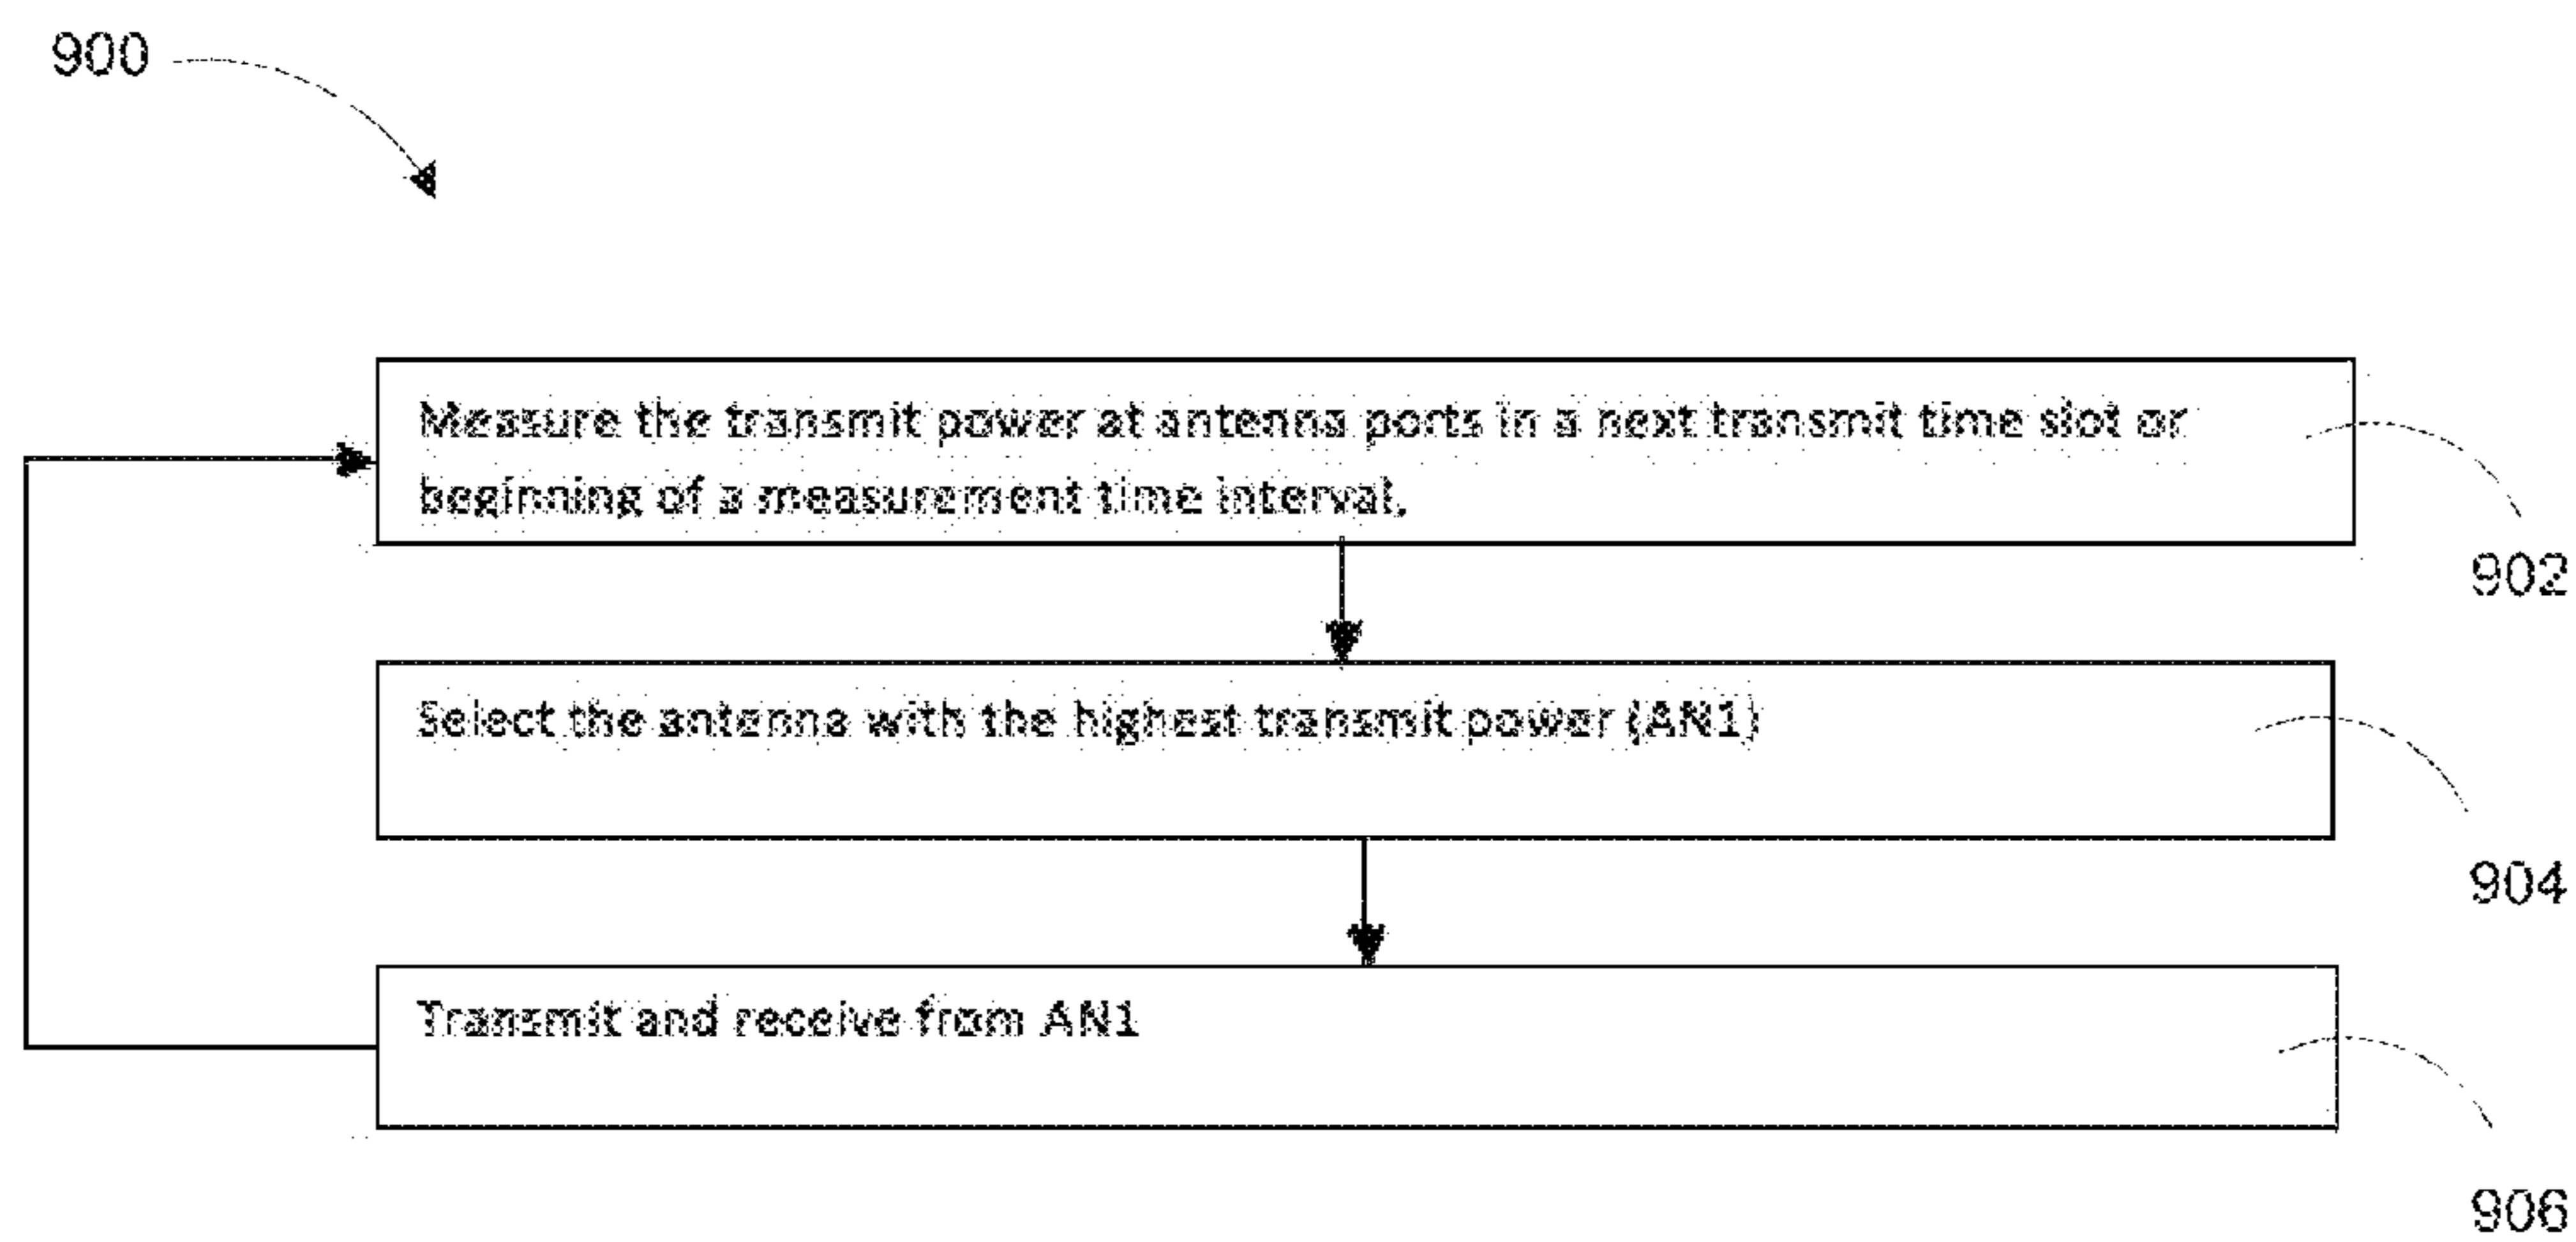 900
Measure the transmit power at antenna ports in a next transmit time slot or
beginning of a measurement time interval.
902
Select the antenna with the highest transmit power (AN1)
904
Transmit and receive from AN1
906